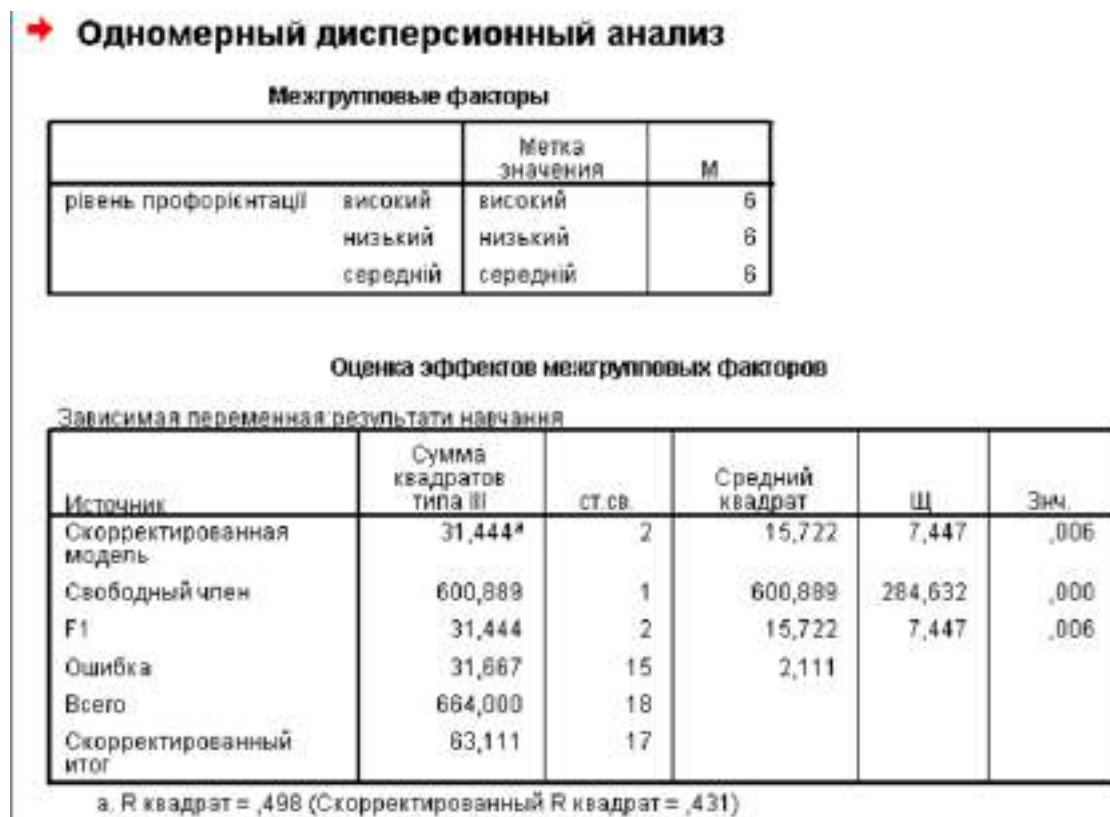 Одномерный дисперсионный анализ
Межгрупповые факторы
Метка
значения М
рівень профорієнтації високий високий 6
низький низький 6
середній середній 6
Оценка эффектов межгрупповых факторов
Зависимая переменная:результати навчання
Источник Сумма квадратов типа III ст.св. Средний квадрат Щ Знч.
Скорректированная модель 31,444ª 2 15,722 7,447 ,006
Свободный член 600,889 1 600,889 284,632 ,000
F1 31,444 2 15,722 7,447 ,006
Ошибка 31,667 15 2,111
Всего 664,000 18
Скорректированный итог 63,111 17
a. R квадрат = ,498 (Скорректированный R квадрат = ,431)